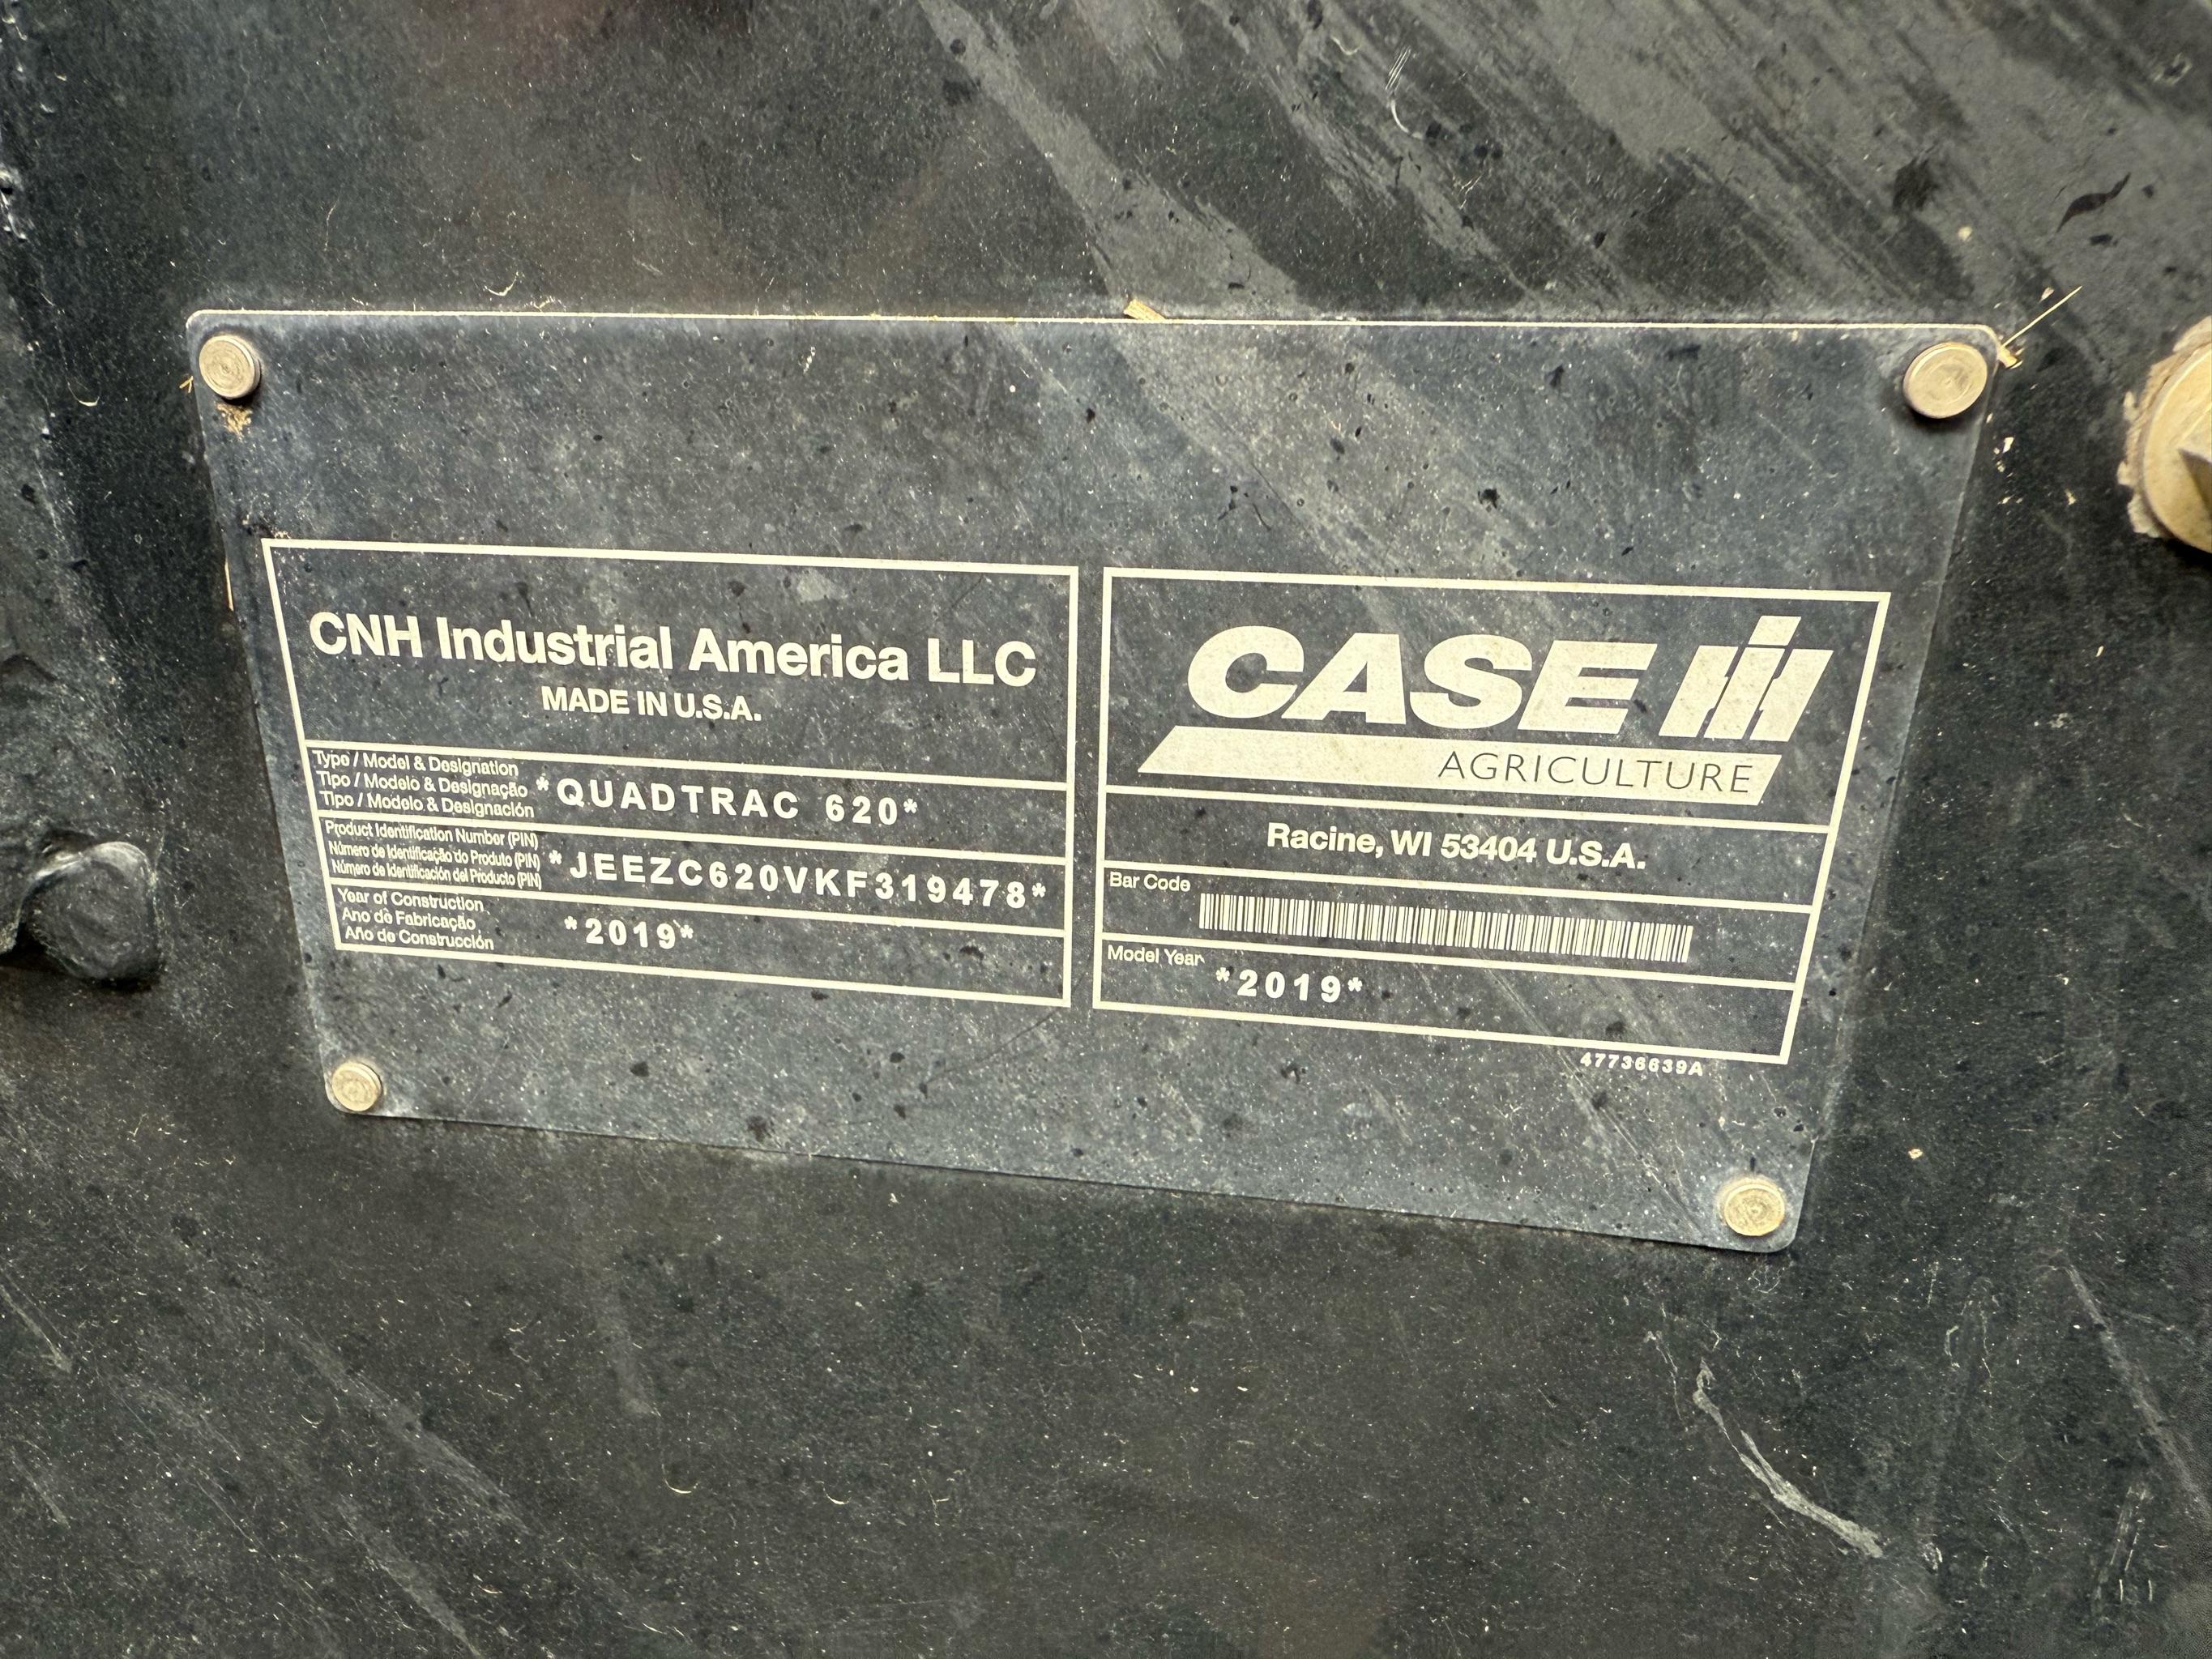 CNH Industrial America LLC
MADE IN U.S.A.
Type / Model & Designation
Tipo / Modelo & Designação
Tipo / Modelo & Designación
*QUADTRAC 620*
Product Identification Number (PIN)
Número de Identificação do Produto (PIN)
Número de Identificación del Producto (PIN)
*JEEZC620VKF319478*
Year of Construction
Ano de Fabricação
Año de Construcción
*2019*
CASE IH
AGRICULTURE
Racine, WI 53404 U.S.A.
Bar Code
Model Year
*2019*
47736639A